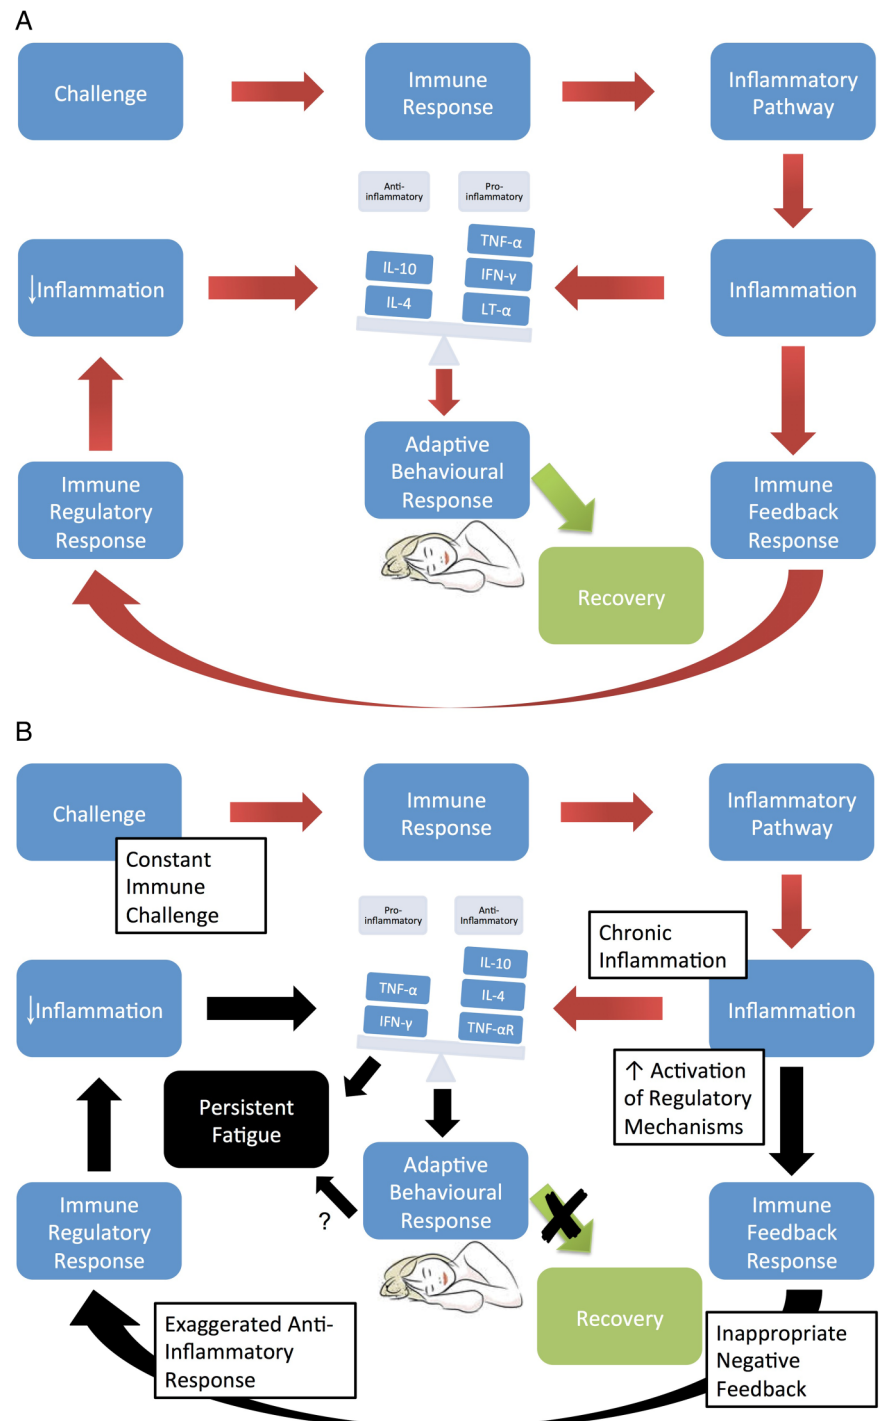 A
Challenge
Immune
Response
Inflammatory
Pathway
Anti-
inflammatory
Pro-
inflammatory
TNF-α
IL-10
IFN-γ
IL-4
LT-α
↓Inflammation
Inflammation
Immune
Regulatory
Response
Adaptive
Behavioural
Response
Immune
Feedback
Response
Recovery
B
Challenge
Constant
Immune
Challenge
Immune
Response
Inflammatory
Pathway
Pro-
inflammatory
Anti-
Inflammatory
Chronic
Inflammation
IL-10
TNF-α
IL-4
IFN-γ
TNF-αR
↓Inflammation
Inflammation
↑ Activation
of Regulatory
Mechanisms
Persistent
Fatigue
?
Immune
Regulatory
Response
Adaptive
Behavioural
Response
Immune
Feedback
Response
Recovery
Exaggerated Anti-
Inflammatory
Response
Inappropriate
Negative
Feedback